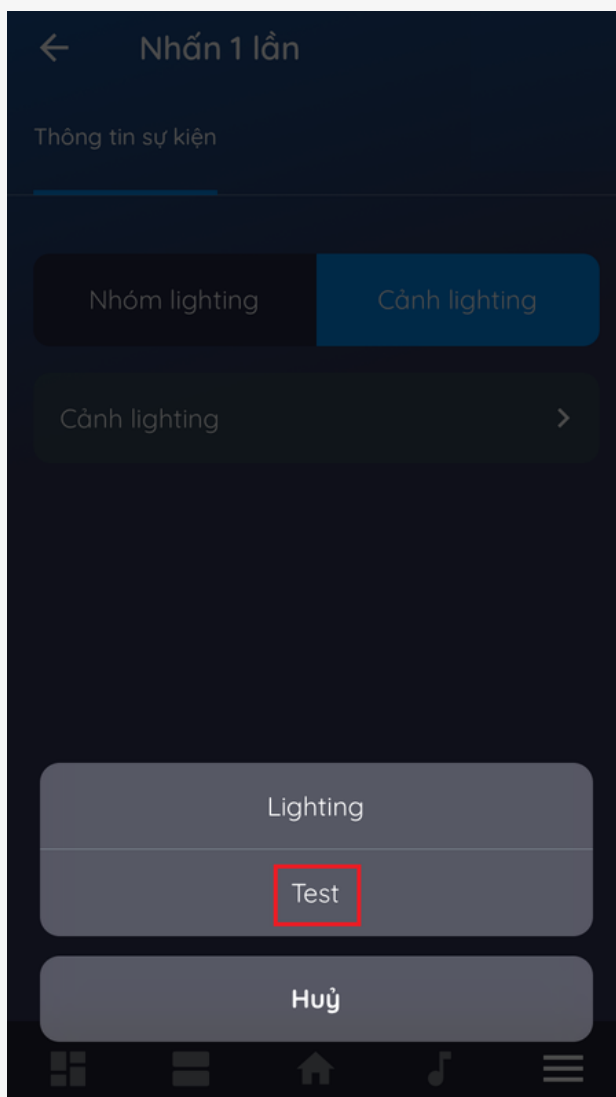 Nhấn 1 lần
Thông tin sự kiện
Nhóm lighting
Cảnh lighting
Cảnh lighting
Lighting
Test
Huỷ